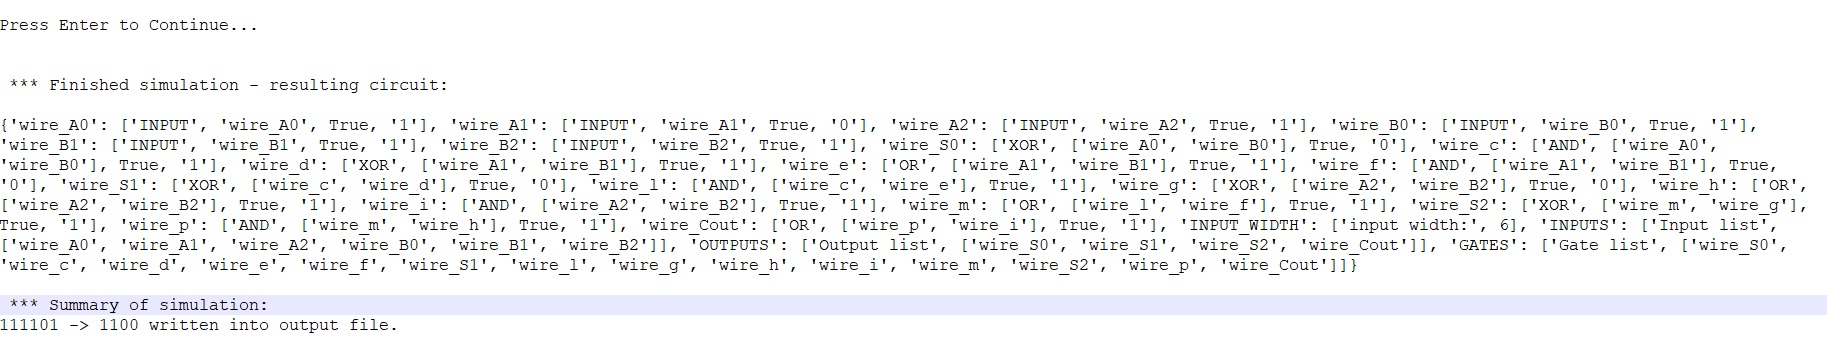 Press Enter to Continue...
*** Finished simulation - resulting circuit:
{'wire_A0': ['INPUT', 'wire_A0', True, '1'], 'wire_A1': ['INPUT', 'wire_A1', True, '0'], 'wire_A2': ['INPUT', 'wire_A2', True, '1'], 'wire_B0': ['INPUT', 'wire_B0', True, '1'],
'wire_B1': ['INPUT', 'wire_B1', True, '1'], 'wire_B2': ['INPUT', 'wire_B2', True, '1'], 'wire_S0': ['XOR', ['wire_A0', 'wire_B0'], True, '0'], 'wire_c': ['AND', ['wire_A0',
'wire_B0'], True, '1'], 'wire_d': ['XOR', ['wire_A1', 'wire_B1'], True, '1'], 'wire_e': ['OR', ['wire_A1', 'wire_B1'], True, '1'], 'wire_f': ['AND', ['wire_A1', 'wire_B1'], True,
'0'], 'wire_S1': ['XOR', ['wire_c', 'wire_d'], True, '0'], 'wire_l': ['AND', ['wire_c', 'wire_e'], True, '1'], 'wire_g': ['XOR', ['wire_A2', 'wire_B2'], True, '0'], 'wire_h': ['OR',
['wire_A2', 'wire_B2'], True, '1'], 'wire_i': ['AND', ['wire_A2', 'wire_B2'], True, '1'], 'wire_m': ['OR', ['wire_l', 'wire_f'], True, '1'], 'wire_S2': ['XOR', ['wire_m', 'wire_g'],
True, '1'], 'wire_p': ['AND', ['wire_m', 'wire_h'], True, '1'], 'wire_Cout': ['OR', ['wire_p', 'wire_i'], True, '1'], 'INPUT_WIDTH': ['input width:', 6], 'INPUTS': ['Input list',
['wire_A0', 'wire_A1', 'wire_A2', 'wire_B0', 'wire_B1', 'wire_B2']], 'OUTPUTS': ['Output list', ['wire_S0', 'wire_S1', 'wire_S2', 'wire_Cout']], 'GATES': ['Gate list', ['wire_S0',
'wire_c', 'wire_d', 'wire_e', 'wire_f', 'wire_S1', 'wire_l', 'wire_g', 'wire_h', 'wire_i', 'wire_m', 'wire_S2', 'wire_p', 'wire_Cout']]}
*** Summary of simulation:
111101 -> 1100 written into output file.